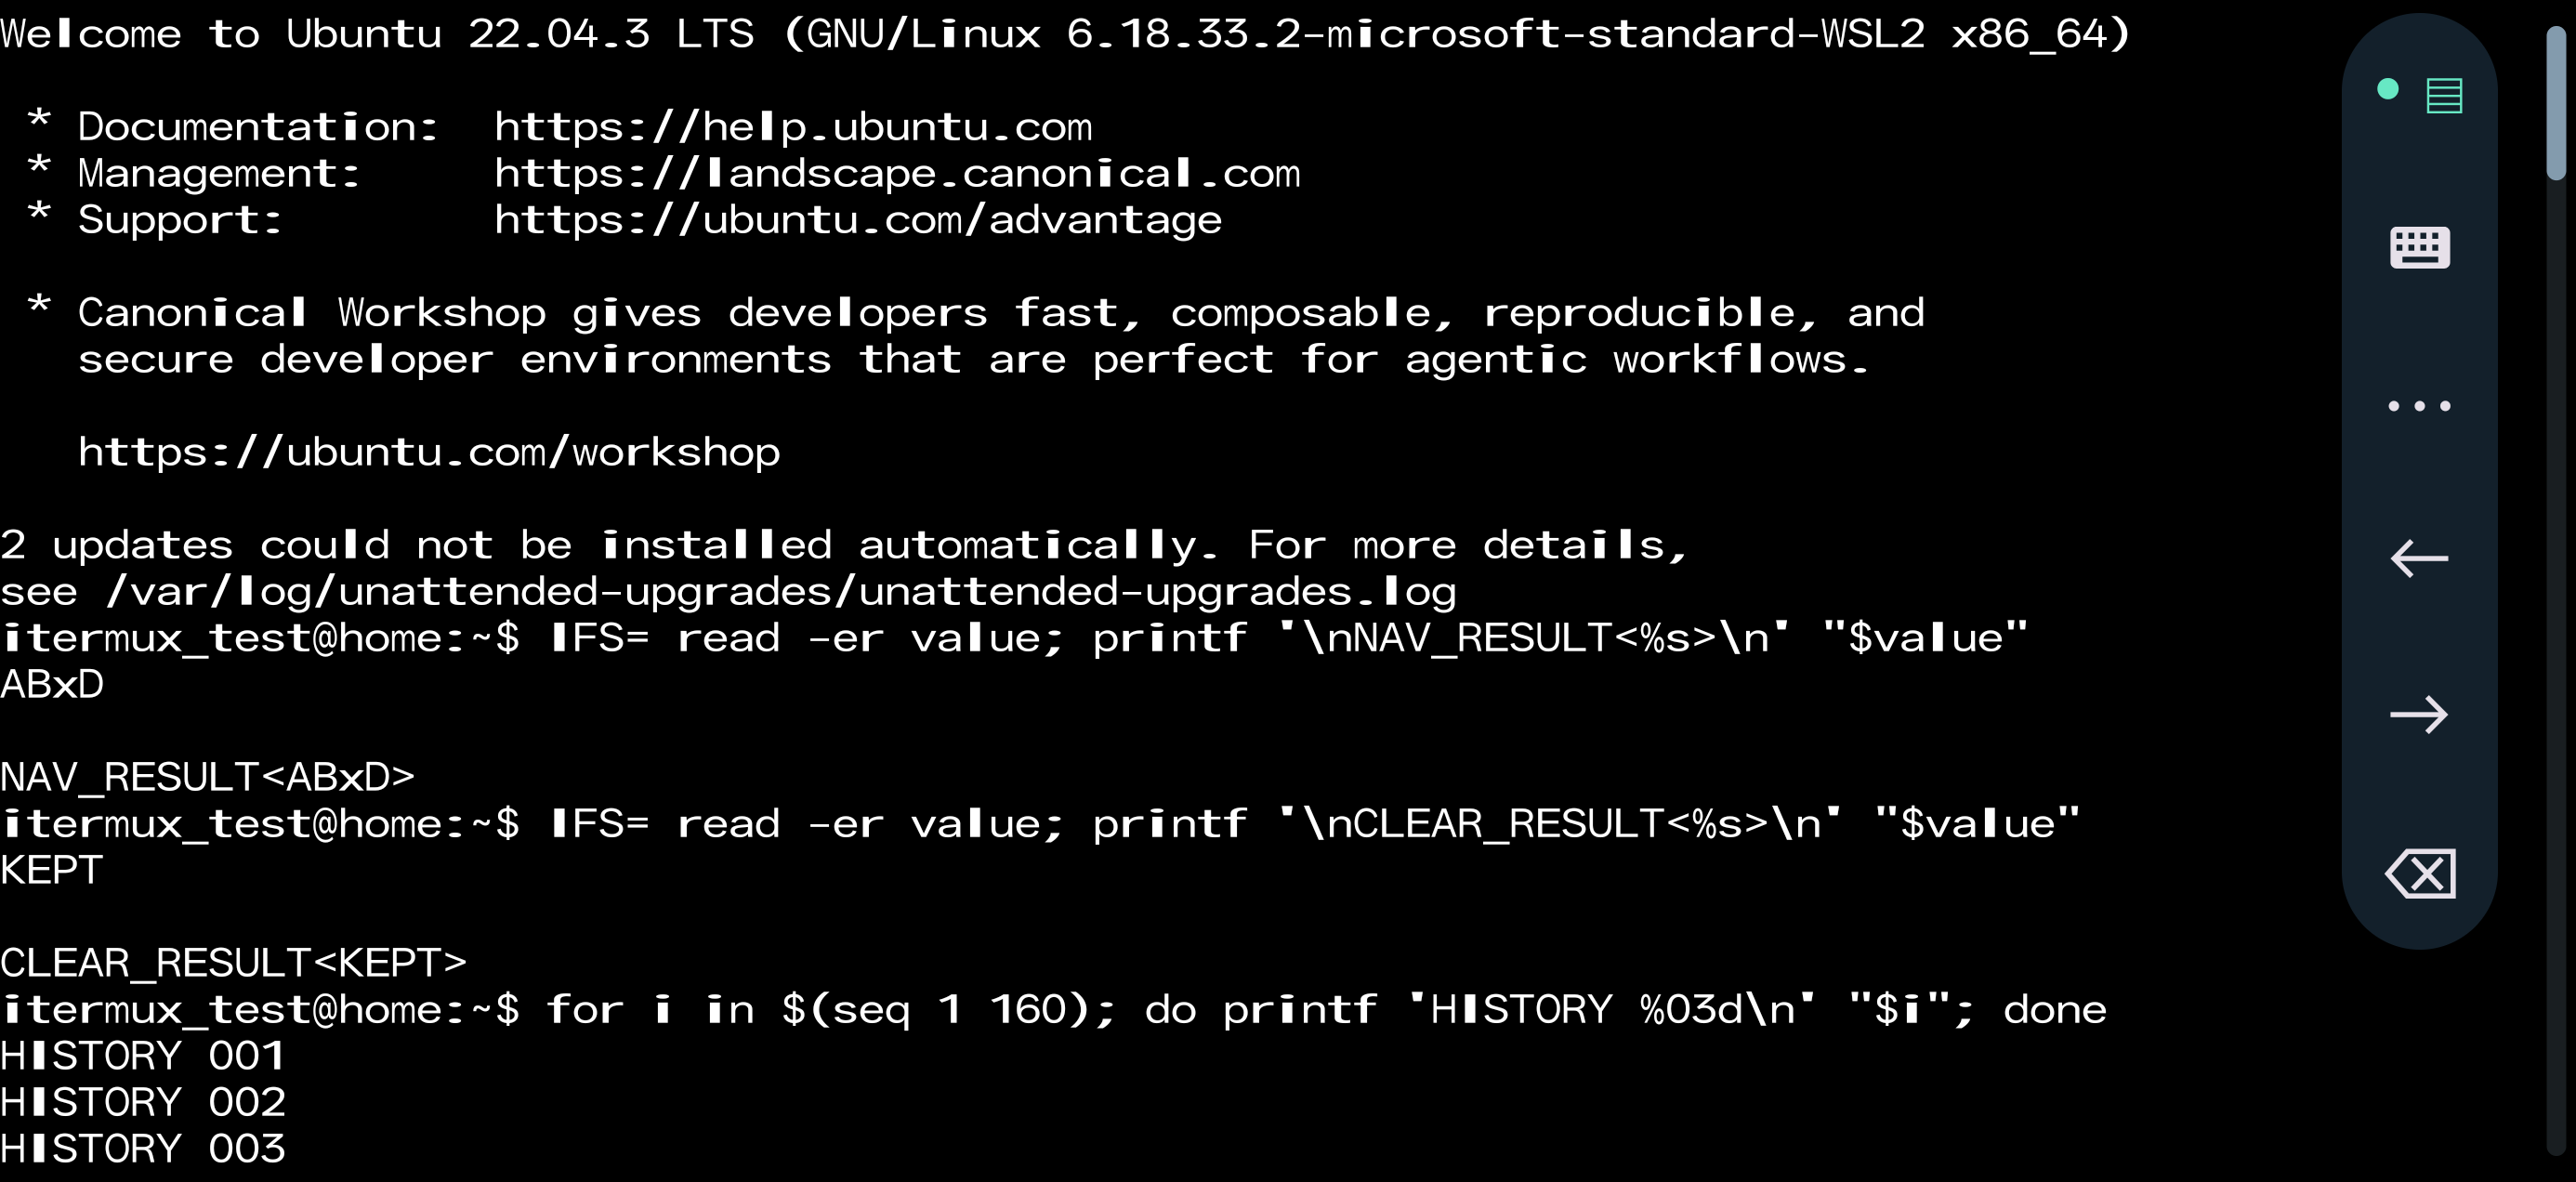 Welcome to Ubuntu 22.04.3 LTS (GNU/Linux 6.18.33.2-microsoft-standard-WSL2 x86_64)
* Documentation:  https://help.ubuntu.com
* Management:     https://landscape.canonical.com
* Support:        https://ubuntu.com/advantage
* Canonical Workshop gives developers fast, composable, reproducible, and
secure developer environments that are perfect for agentic workflows.
https://ubuntu.com/workshop
2 updates could not be installed automatically. For more details,
see /var/log/unattended-upgrades/unattended-upgrades.log
itermux_test@home:~$ IFS= read -er value; printf '\nNAV_RESULT<%s>\n' "$value"
ABxD
NAV_RESULT<ABxD>
itermux_test@home:~$ IFS= read -er value; printf '\nCLEAR_RESULT<%s>\n' "$value"
KEPT
CLEAR_RESULT<KEPT>
itermux_test@home:~$ for i in $(seq 1 160); do printf 'HISTORY %03d\n' "$i"; done
HISTORY 001
HISTORY 002
HISTORY 003